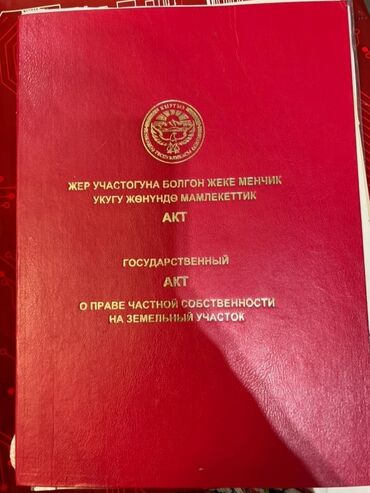 ЖЕР УЧАСТОГУНА БОЛГОН ЖЕКЕ МЕНЧИК
УКУГУ ЖӨНҮНДӨ МАМЛЕКЕТТИК
АКТ
ГОСУДАРСТВЕННЫЙ
АКТ
О ПРАВЕ ЧАСТНОЙ СОБСТВЕННОСТИ
НА ЗЕМЕЛЬНЫЙ УЧАСТОК